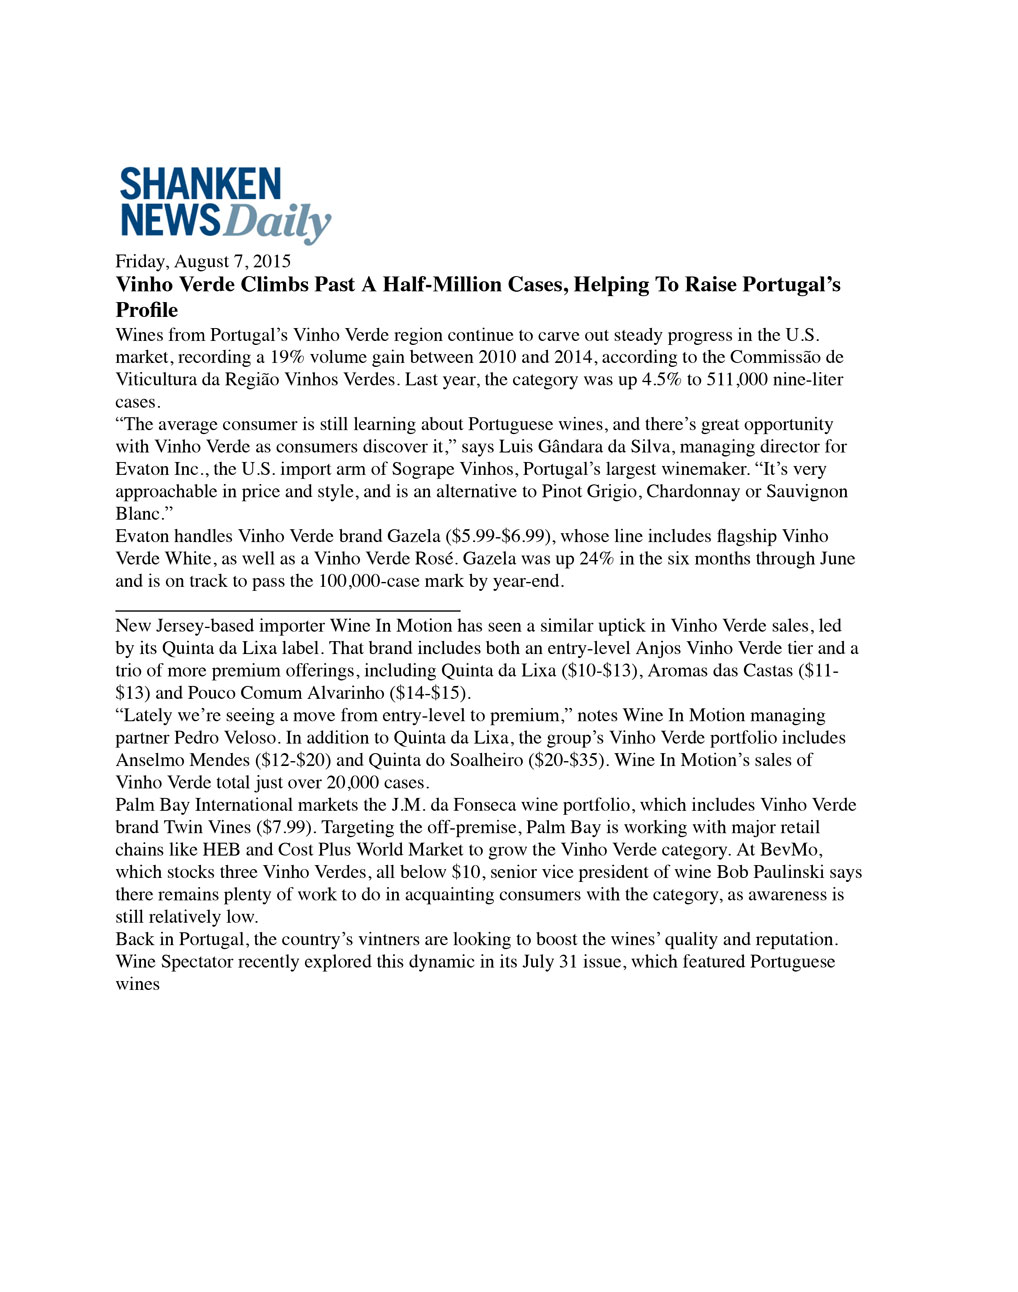 SHANKEN
NEWS Daily
Friday, August 7, 2015
Vinho Verde Climbs Past A Half-Million Cases, Helping To Raise Portugal’s
Profile
Wines from Portugal’s Vinho Verde region continue to carve out steady progress in the U.S.
market, recording a 19% volume gain between 2010 and 2014, according to the Commissão de
Viticultura da Região Vinhos Verdes. Last year, the category was up 4.5% to 511,000 nine-liter
cases.
“The average consumer is still learning about Portuguese wines, and there’s great opportunity
with Vinho Verde as consumers discover it,” says Luis Gândara da Silva, managing director for
Evaton Inc., the U.S. import arm of Sogrape Vinhos, Portugal’s largest winemaker. “It’s very
approachable in price and style, and is an alternative to Pinot Grigio, Chardonnay or Sauvignon
Blanc.”
Evaton handles Vinho Verde brand Gazela ($5.99-$6.99), whose line includes flagship Vinho
Verde White, as well as a Vinho Verde Rosé. Gazela was up 24% in the six months through June
and is on track to pass the 100,000-case mark by year-end.
New Jersey-based importer Wine In Motion has seen a similar uptick in Vinho Verde sales, led
by its Quinta da Lixa label. That brand includes both an entry-level Anjos Vinho Verde tier and a
trio of more premium offerings, including Quinta da Lixa ($10-$13), Aromas das Castas ($11-
$13) and Pouco Comum Alvarinho ($14-$15).
“Lately we’re seeing a move from entry-level to premium,” notes Wine In Motion managing
partner Pedro Veloso. In addition to Quinta da Lixa, the group’s Vinho Verde portfolio includes
Anselmo Mendes ($12-$20) and Quinta do Soalheiro ($20-$35). Wine In Motion’s sales of
Vinho Verde total just over 20,000 cases.
Palm Bay International markets the J.M. da Fonseca wine portfolio, which includes Vinho Verde
brand Twin Vines ($7.99). Targeting the off-premise, Palm Bay is working with major retail
chains like HEB and Cost Plus World Market to grow the Vinho Verde category. At BevMo,
which stocks three Vinho Verdes, all below $10, senior vice president of wine Bob Paulinski says
there remains plenty of work to do in acquainting consumers with the category, as awareness is
still relatively low.
Back in Portugal, the country’s vintners are looking to boost the wines’ quality and reputation.
Wine Spectator recently explored this dynamic in its July 31 issue, which featured Portuguese
wines